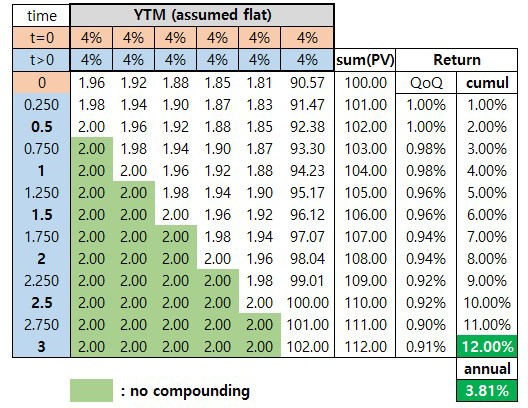 time YTM (assumed flat)
t=0 4% 4% 4% 4% 4% 4%
t>0 4% 4% 4% 4% 4% 4% sum(PV) Return
0 1.96 1.92 1.88 1.85 1.81 90.57 100.00 QoQ cumul
0.250 1.98 1.94 1.90 1.87 1.83 91.47 101.00 1.00% 1.00%
0.5 2.00 1.96 1.92 1.88 1.85 92.38 102.00 1.00% 2.00%
0.750 2.00 1.98 1.94 1.90 1.87 93.30 103.00 0.98% 3.00%
1 2.00 2.00 1.96 1.92 1.88 94.23 104.00 0.98% 4.00%
1.250 2.00 2.00 1.98 1.94 1.90 95.17 105.00 0.96% 5.00%
1.5 2.00 2.00 2.00 1.96 1.92 96.12 106.00 0.96% 6.00%
1.750 2.00 2.00 2.00 1.98 1.94 97.07 107.00 0.94% 7.00%
2 2.00 2.00 2.00 2.00 1.96 98.04 108.00 0.94% 8.00%
2.250 2.00 2.00 2.00 2.00 1.98 99.01 109.00 0.92% 9.00%
2.5 2.00 2.00 2.00 2.00 2.00 100.00 110.00 0.92% 10.00%
2.750 2.00 2.00 2.00 2.00 2.00 101.00 111.00 0.90% 11.00%
3 2.00 2.00 2.00 2.00 2.00 102.00 112.00 0.91% 12.00%
annual
: no compounding 3.81%